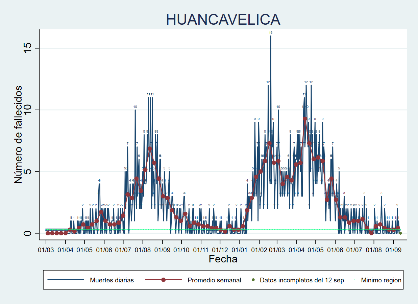 HUANCAVELICA
Número de fallecidos
15
10
5
0
01/03 01/04 01/05 01/06 01/07 01/08 01/09 01/10 01/11 01/12 01/01 01/02 01/03 01/04 01/05 01/06 01/07 01/08 01/09
Fecha
Muertes diarias Promedio semanal Datos incompletos del 12 sep Minimo region